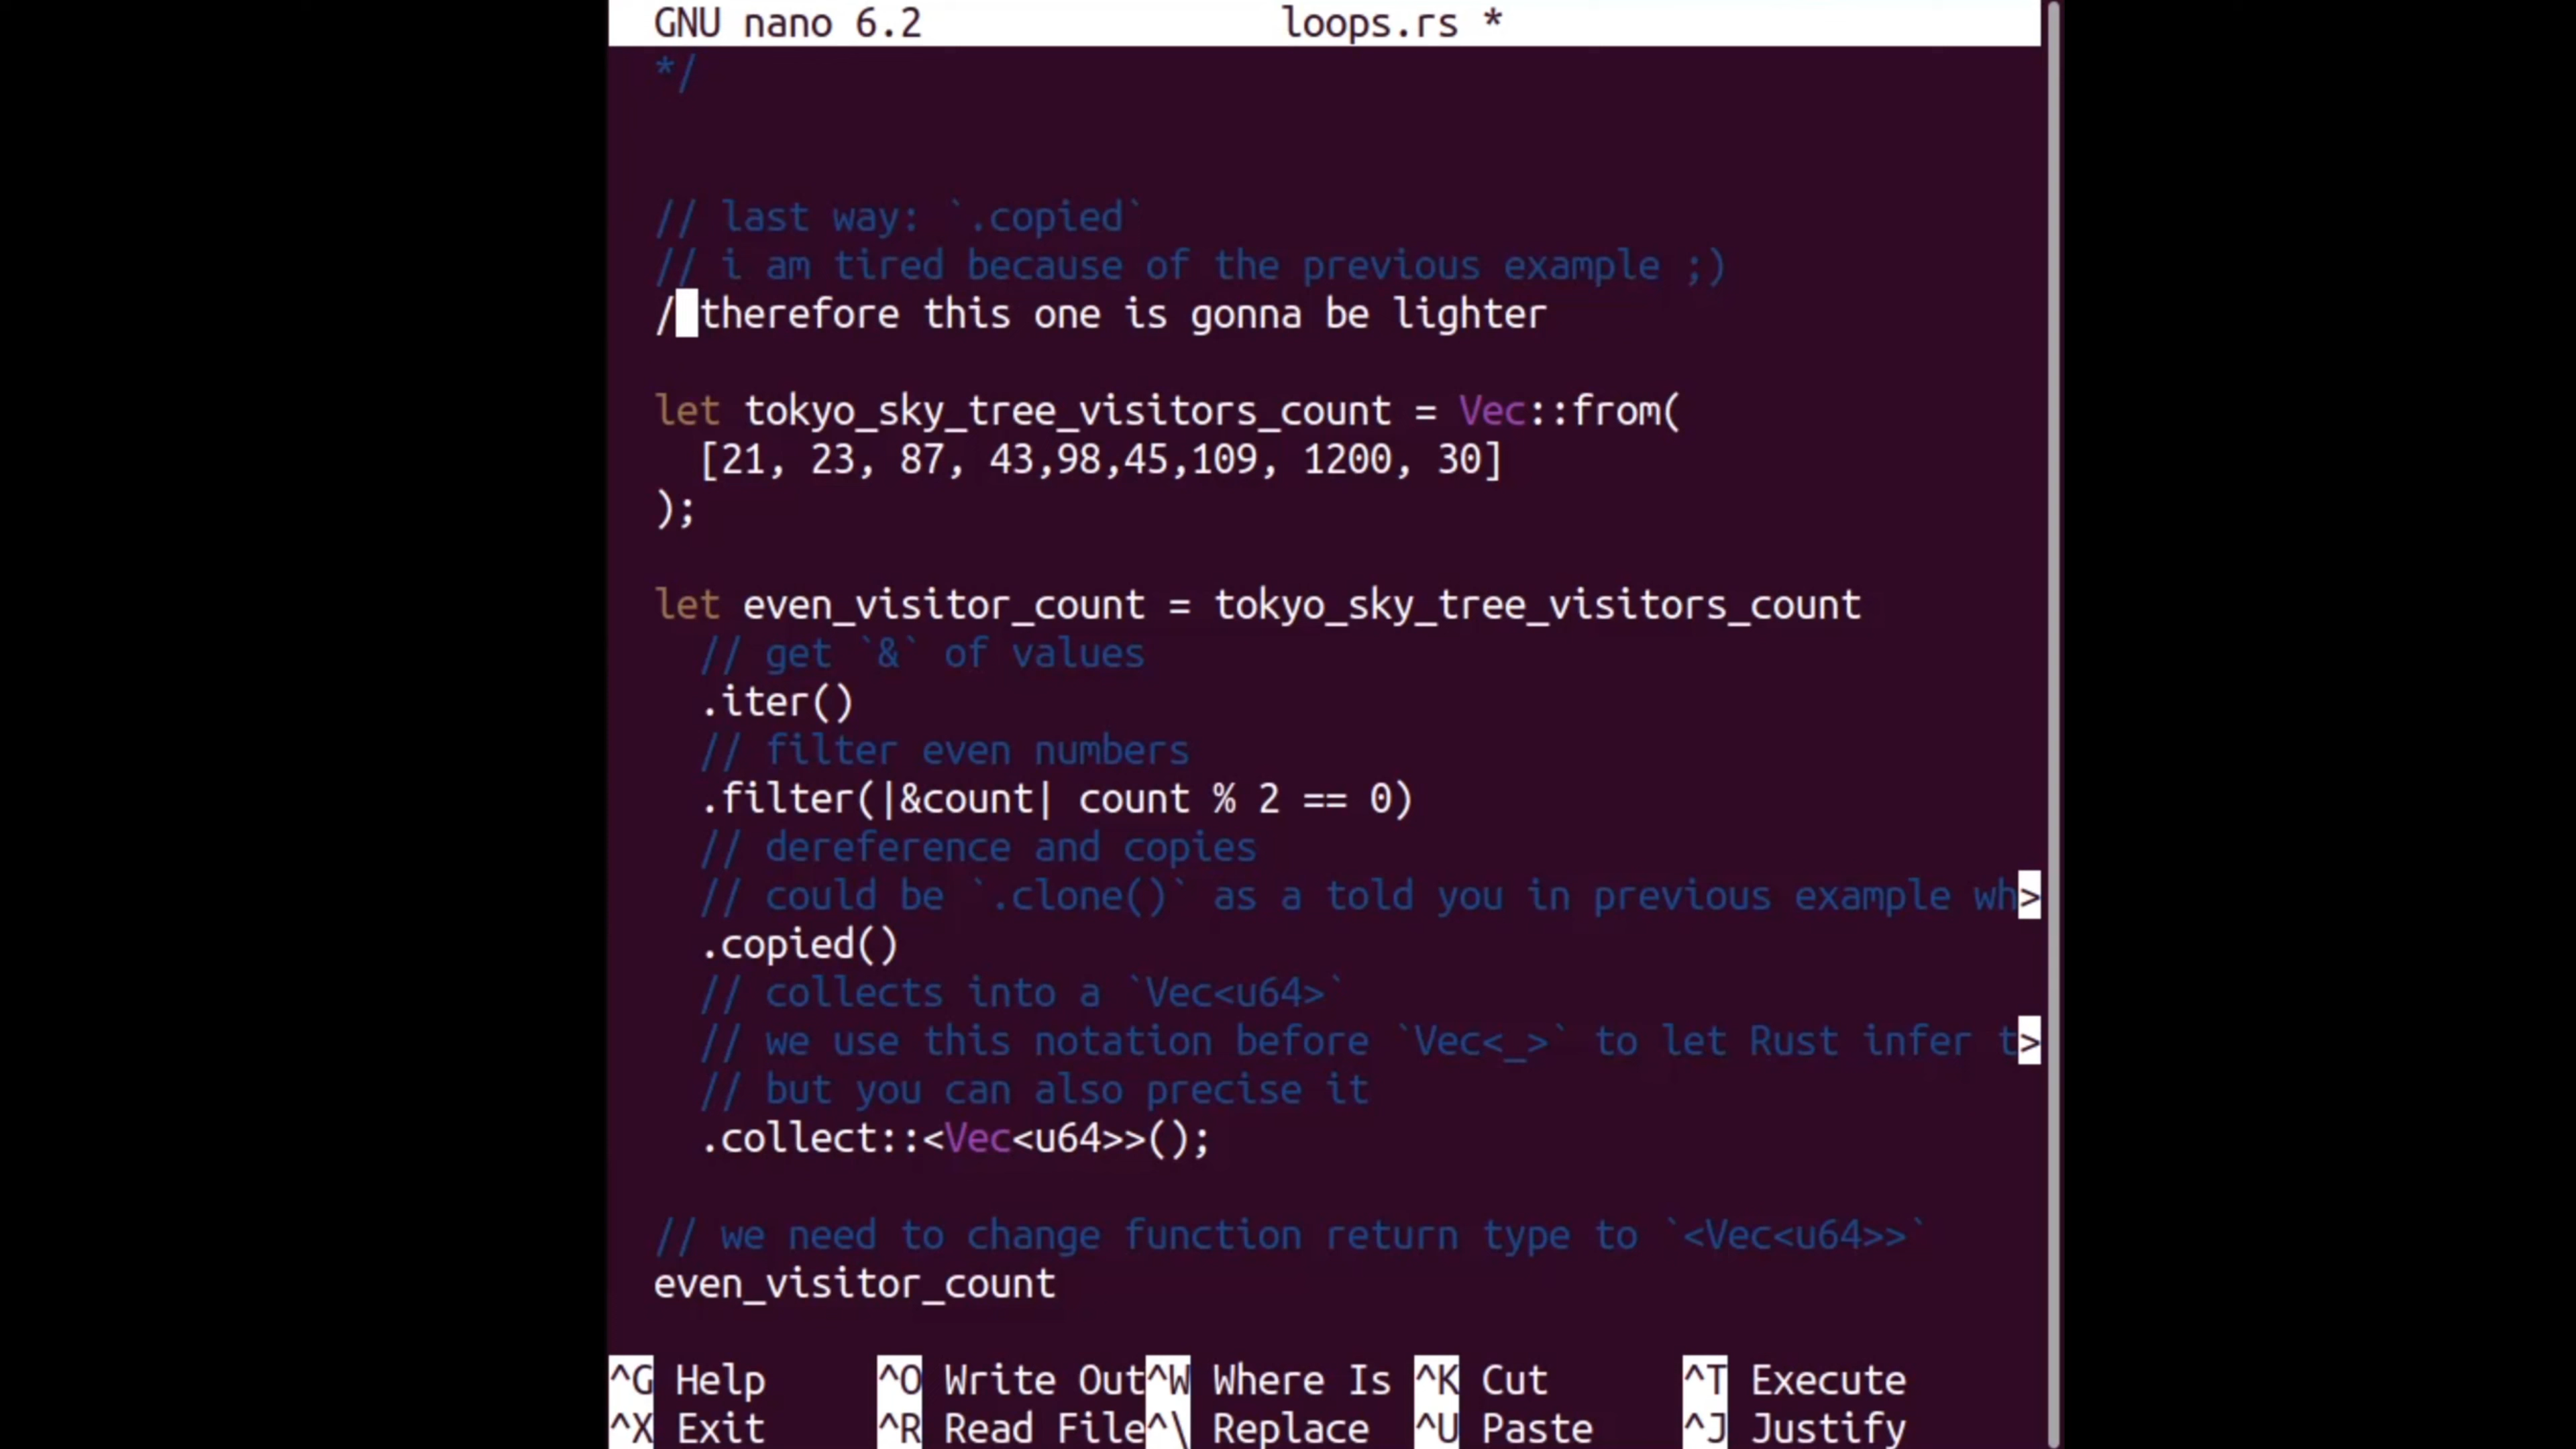 GNU nano 6.2 loops.rs *
*/
// last way: `.copied`
// i am tired because of the previous example ;)
/ therefore this one is gonna be lighter
let tokyo_sky_tree_visitors_count = Vec::from(
[21, 23, 87, 43,98,45,109, 1200, 30]
);
let even_visitor_count = tokyo_sky_tree_visitors_count
// get `&` of values
.iter()
// filter even numbers
.filter(|&count| count % 2 == 0)
// dereference and copies
// could be `.clone()` as a told you in previous example wh>
.copied()
// collects into a `Vec<u64>`
// we use this notation before `Vec<_>` to let Rust infer t>
// but you can also precise it
.collect::<Vec<u64>>();
// we need to change function return type to `<Vec<u64>>`
even_visitor_count
^G Help ^O Write Out ^W Where Is ^K Cut ^T Execute
^X Exit ^R Read File ^\ Replace ^U Paste ^J Justify